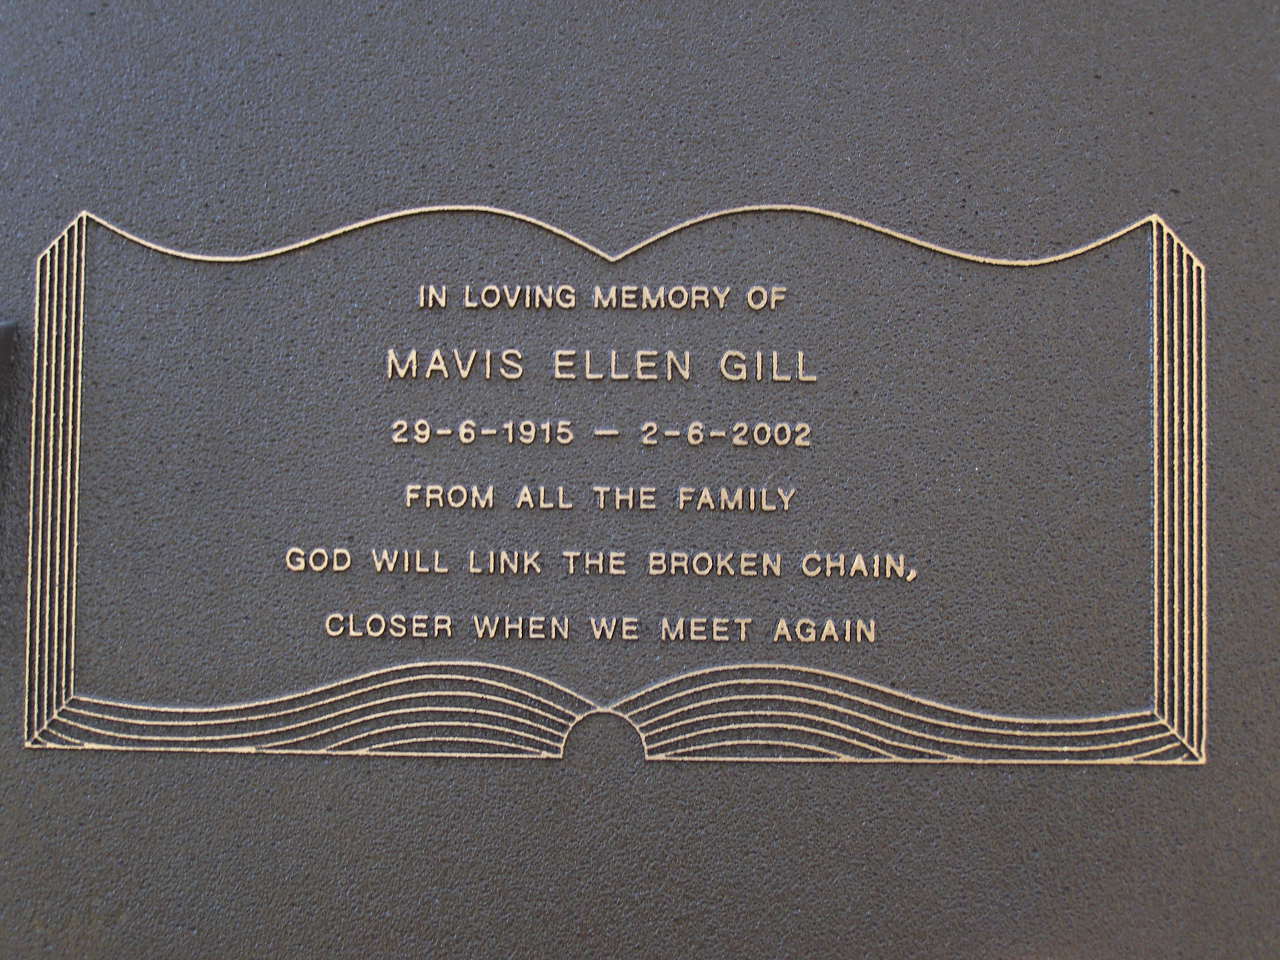 IN LOVING MEMORY OF
MAVIS ELLEN GILL
29-6-1915 — 2-6-2002
FROM ALL THE FAMILY
GOD WILL LINK THE BROKEN CHAIN,
CLOSER WHEN WE MEET AGAIN